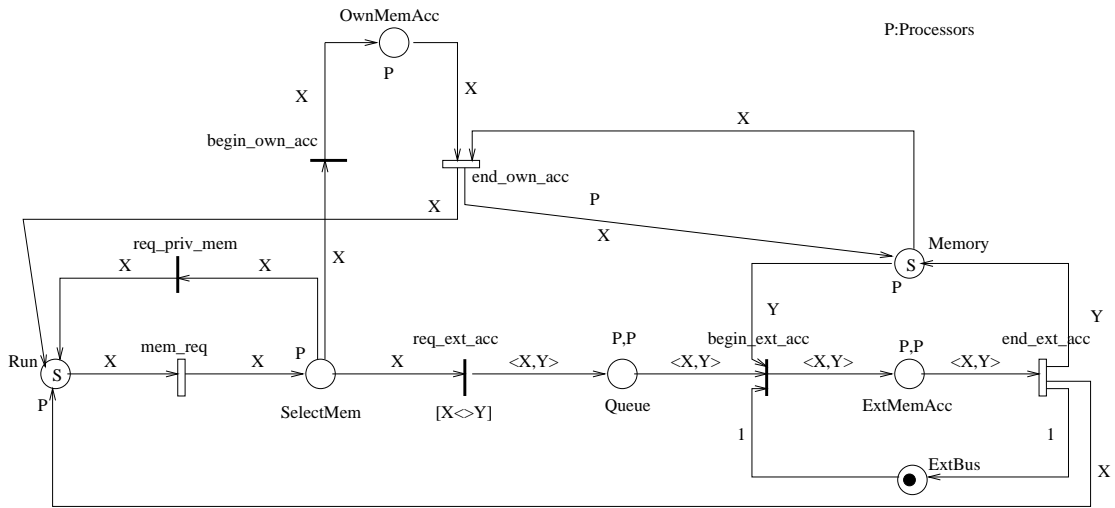 OwnMemAcc
P:Processors
P
X
X
X
begin_own_acc
end_own_acc
P
X
X
req_priv_mem
X
X
X
Memory
S
P
Y
Y
Run
mem_req
P
req_ext_acc
P,P
begin_ext_acc
P,P
end_ext_acc
S
X
X
X
<X,Y>
<X,Y>
<X,Y>
<X,Y>
P
SelectMem
[X<>Y]
Queue
ExtMemAcc
1
1
ExtBus
X